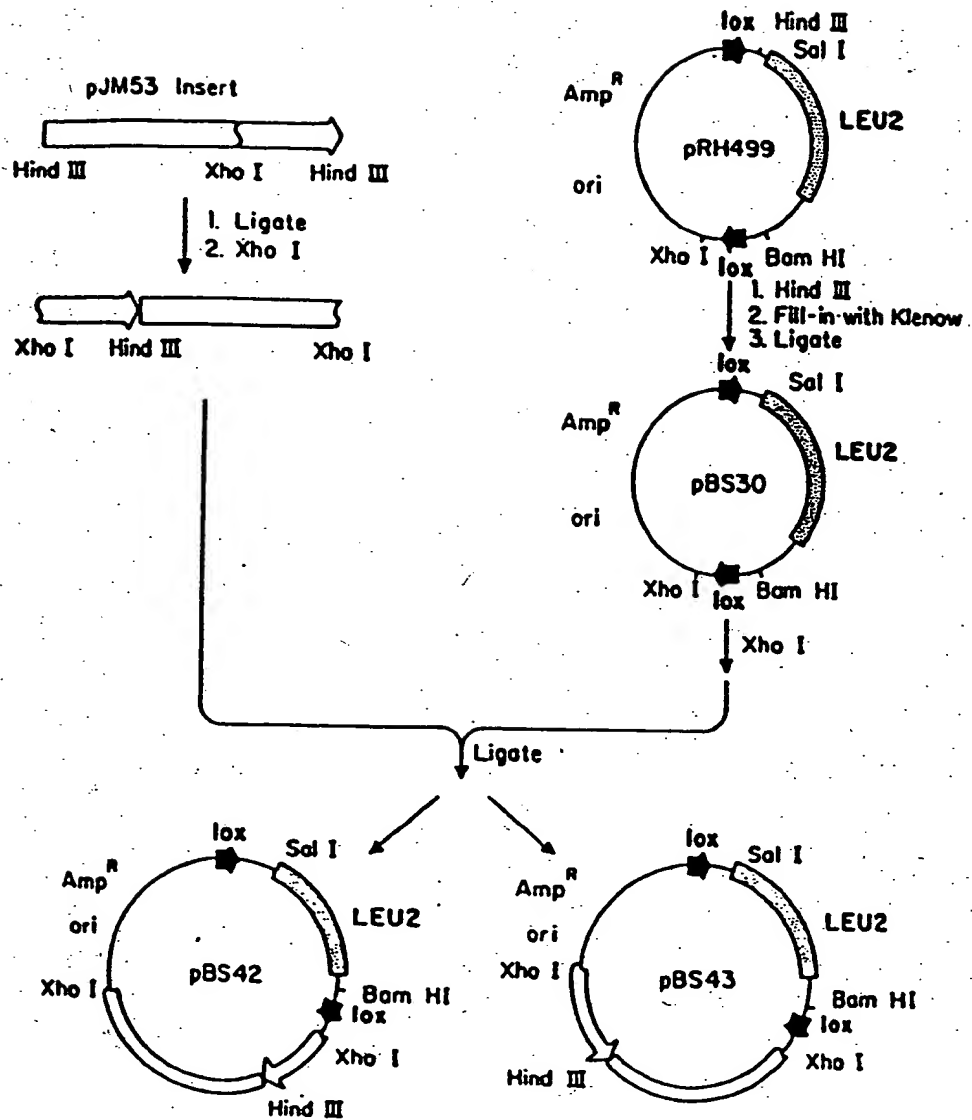 pJM53 Insert
Hind III
Xho I
Hind III
1. Ligate
2. Xho I
Xho I
Hind III
Xho I
lox
Hind III
Sal I
Amp^R
LEU2
pRH499
ori
Xho I
Bam HI
lox
1. Hind III
2. Fill-in with Klenow
3. Ligate
lox
Sal I
Amp^R
LEU2
pBS30
ori
Xho I
Bam HI
lox
Xho I
Ligate
lox
Sal I
Amp^R
LEU2
ori
pBS42
Xho I
Bam HI
lox
Xho I
Hind III
lox
Sal I
Amp^R
LEU2
ori
Xho I
pBS43
Bam HI
lox
Xho I
Hind III